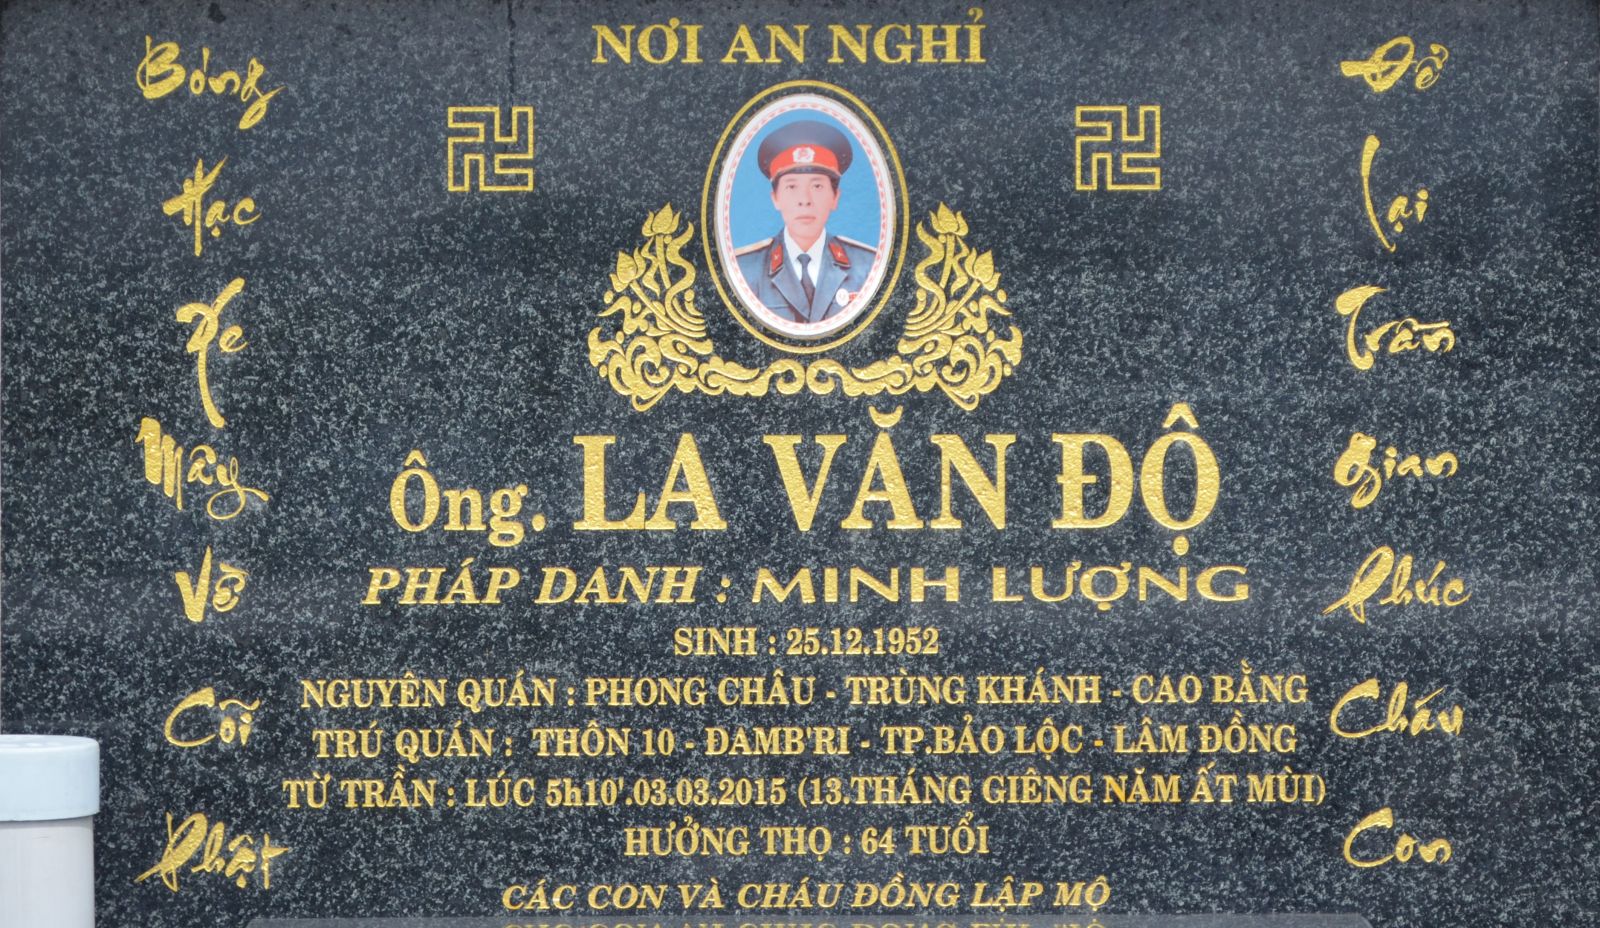 NƠI AN NGHỈ
Bóng Hạc Xe Mây Về Cõi Phật
Để Lại Trần gian Phúc Cháu Con
Ông. LA VĂN ĐỘ
PHÁP DANH : MINH LƯỢNG
SINH : 25.12.1952
NGUYÊN QUÁN : PHONG CHÂU - TRÙNG KHÁNH - CAO BẰNG
TRÚ QUÁN : THÔN 10 - ĐAMB'RI - TP.BẢO LỘC - LÂM ĐỒNG
TỪ TRẦN : LÚC 5h10'.03.03.2015 (13.THÁNG GIÊNG NĂM ẤT MÙI)
HƯỞNG THỌ : 64 TUỔI
CÁC CON VÀ CHÁU ĐỒNG LẬP MỘ